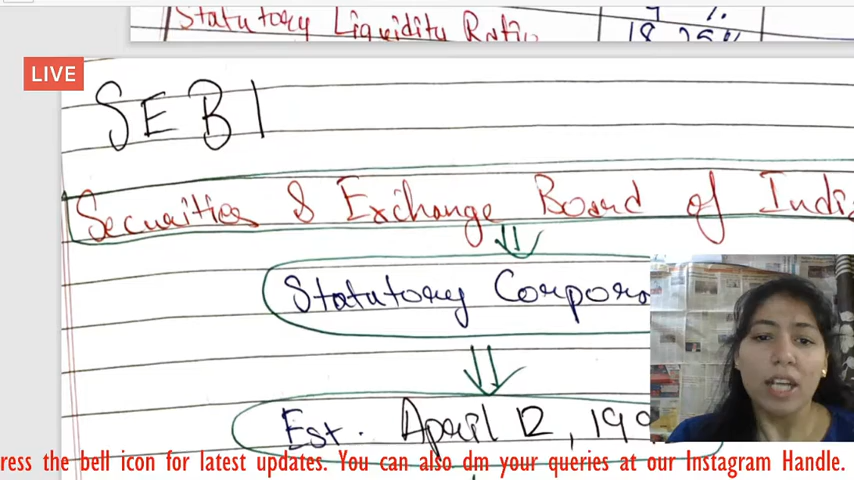 Statutory Liquidity Ratio
LIVE
SEBI
Securities & Exchange Board of India
Statutory
Est. April 12,
ress the bell icon for latest updates. You can also dm your queries at our Instagram Handle.